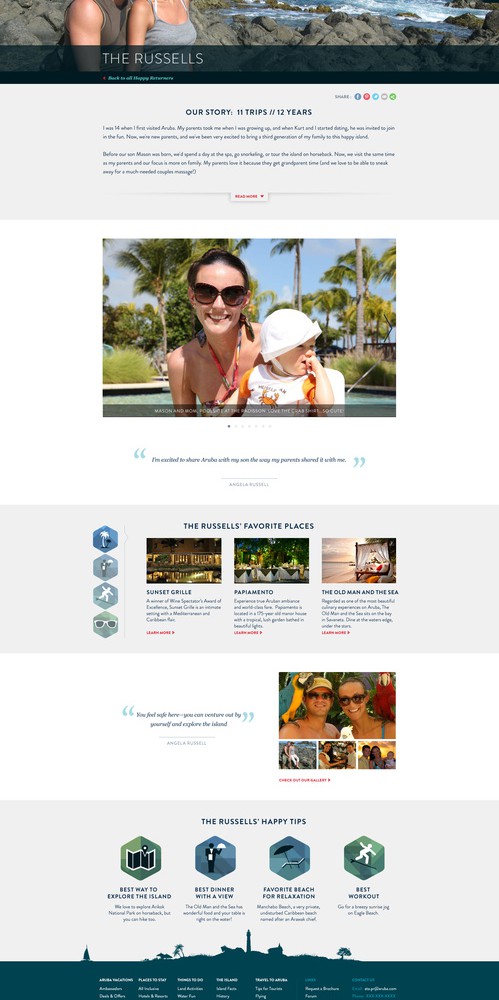 THE RUSSELLS
Back to all Happy Returners
SHARE:
OUR STORY: 11 TRIPS // 12 YEARS
I was 14 when I first visited Aruba. My parents took me when I was growing up, and when Kurt and I started dating, he was invited to join
in the fun. Now, we're new parents, and we've been very excited to bring a third generation of my family to this happy island.
Before our son Mason was born, we'd spend a day at the spa, go snorkeling, or tour the island on horseback. Now, we visit the same time
as my parents and our focus is more on family. My parents love it because they get grandparent time (and we love to be able to sneak
away for a much-needed couples massage!)
READ MORE
MASON AND MOM, POOLSIDE AT THE RADISSON. LOVE THE CRAB SHIRT...SO CUTE!
“ I'm excited to share Aruba with my son the way my parents shared it with me. ”
ANGELA RUSSELL
THE RUSSELLS' FAVORITE PLACES
SUNSET GRILLE
A winner of Wine Spectator's Award of
Excellence, Sunset Grille is an intimate
setting with a Mediterranean and
Caribbean flair.
LEARN MORE
PAPIAMENTO
Experience true Aruban ambiance
and world-class fare. Papiamento is
located in a 175-year old manor house
with a tropical, lush garden bathed in
beautiful lights.
LEARN MORE
THE OLD MAN AND THE SEA
Regarded as one of the most beautiful
culinary experiences on Aruba, The
Old Man and the Sea sits on the bay
in Savaneta. Dine at the waters edge,
under the stars.
LEARN MORE
“ You feel safe here—you can venture out by ”
yourself and explore the island
ANGELA RUSSELL
CHECK OUT OUR GALLERY
THE RUSSELLS' HAPPY TIPS
BEST WAY TO
EXPLORE THE ISLAND
We love to explore Arikok
National Park on horseback, but
you can hike too.
BEST DINNER
WITH A VIEW
The Old Man and the Sea has
wonderful food and your table is
right on the water!
FAVORITE BEACH
FOR RELAXATION
Manchebo Beach, a very private,
undisturbed Caribbean beach
named after an Arawak chief.
BEST
WORKOUT
Go for a breezy sunrise jog
on Eagle Beach.
ARUBA VACATIONS
Ambassadors
Deals & Offers
PLACES TO STAY
All Inclusive
Hotels & Resorts
THINGS TO DO
Land Activities
Water Fun
THE ISLAND
Island Facts
History
TRAVEL TO ARUBA
Tips for Tourists
Flying
Request a Brochure
Forum
CONTACT US